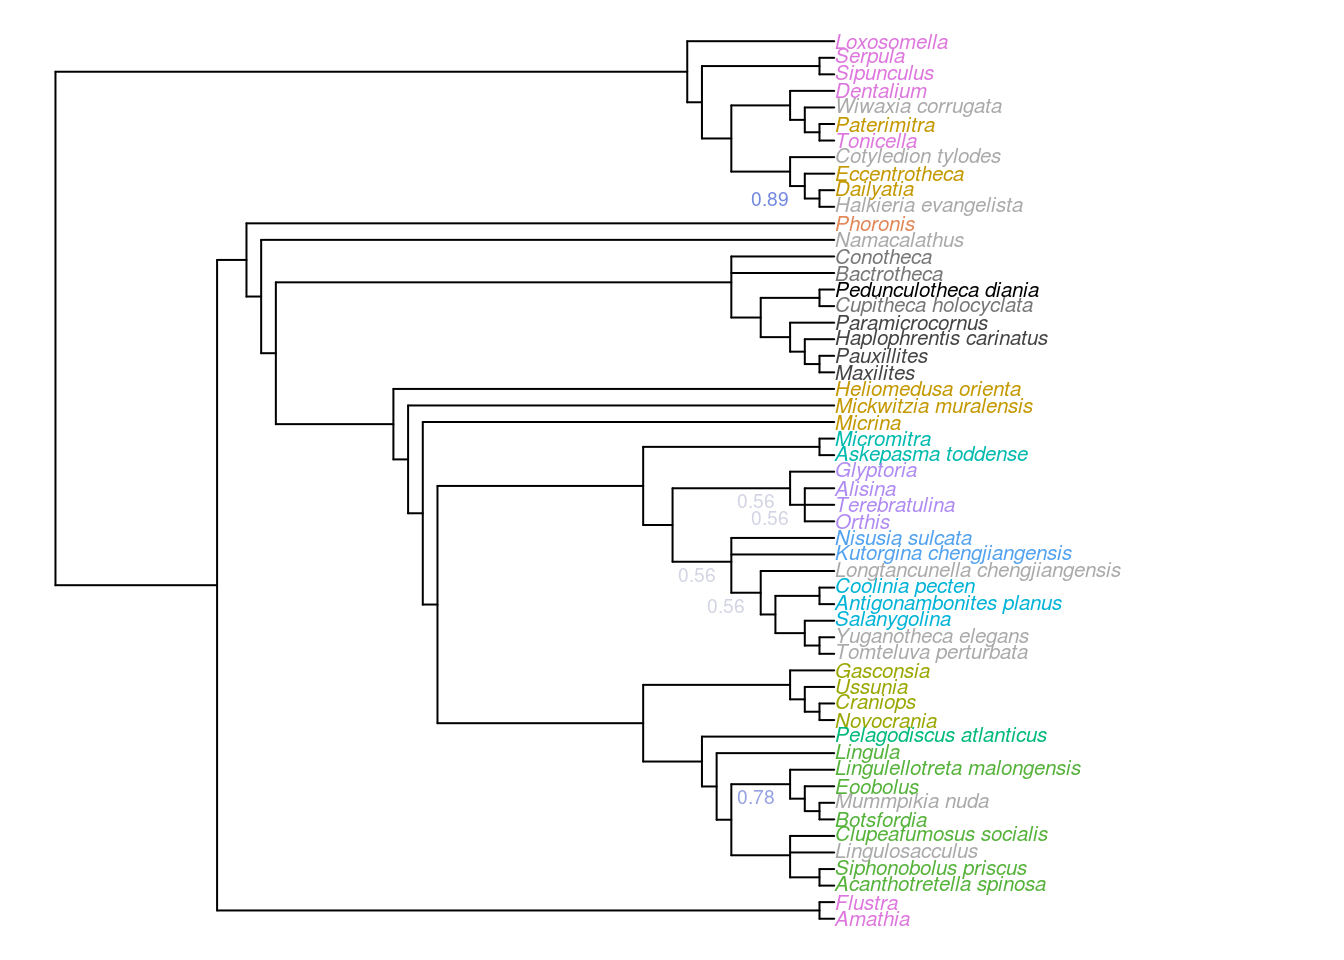 Loxosomella
Serpula
Sipunculus
Dentalium
Wiwaxia corrugata
Paterimitra
Tonicella
Cotyledion tylodes
Eccentrotheca
Dailyatia
0.89
Halkieria evangelista
Phoronis
Namacalathus
Conotheca
Bactrotheca
Pedunculotheca diania
Cupitheca holocyclata
Paramicrocornus
Haplophrentis carinatus
Pauxillites
Maxilites
Heliomedusa orienta
Mickwitzia muralensis
Micrina
Micromitra
Askepasma toddense
Glyptoria
Alisina
0.56
Terebratulina
0.56
Orthis
Nisusia sulcata
Kutorgina chengjiangensis
Longtancunella chengjiangensis
0.56
Coolinia pecten
Antigonambonites planus
0.56
Salanygolina
Yuganotheca elegans
Tomteluva perturbata
Gasconsia
Ussunia
Craniops
Novocrania
Pelagodiscus atlanticus
Lingula
Lingulellotreta malongensis
Eoobolus
0.78
Mummpikia nuda
Botsfordia
Clupeafumosus socialis
Lingulosacculus
Siphonobolus priscus
Acanthotretella spinosa
Flustra
Amathia